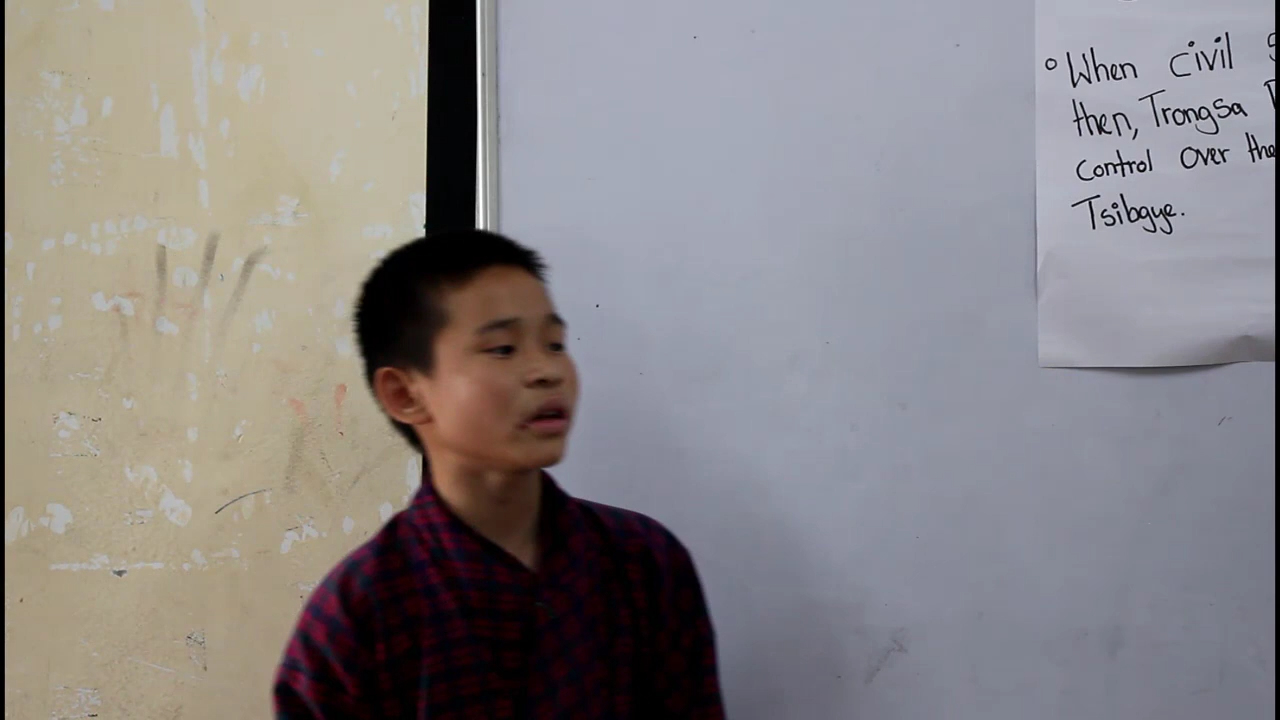 When civil
then, Trongsa
control over the
Tsibgye.